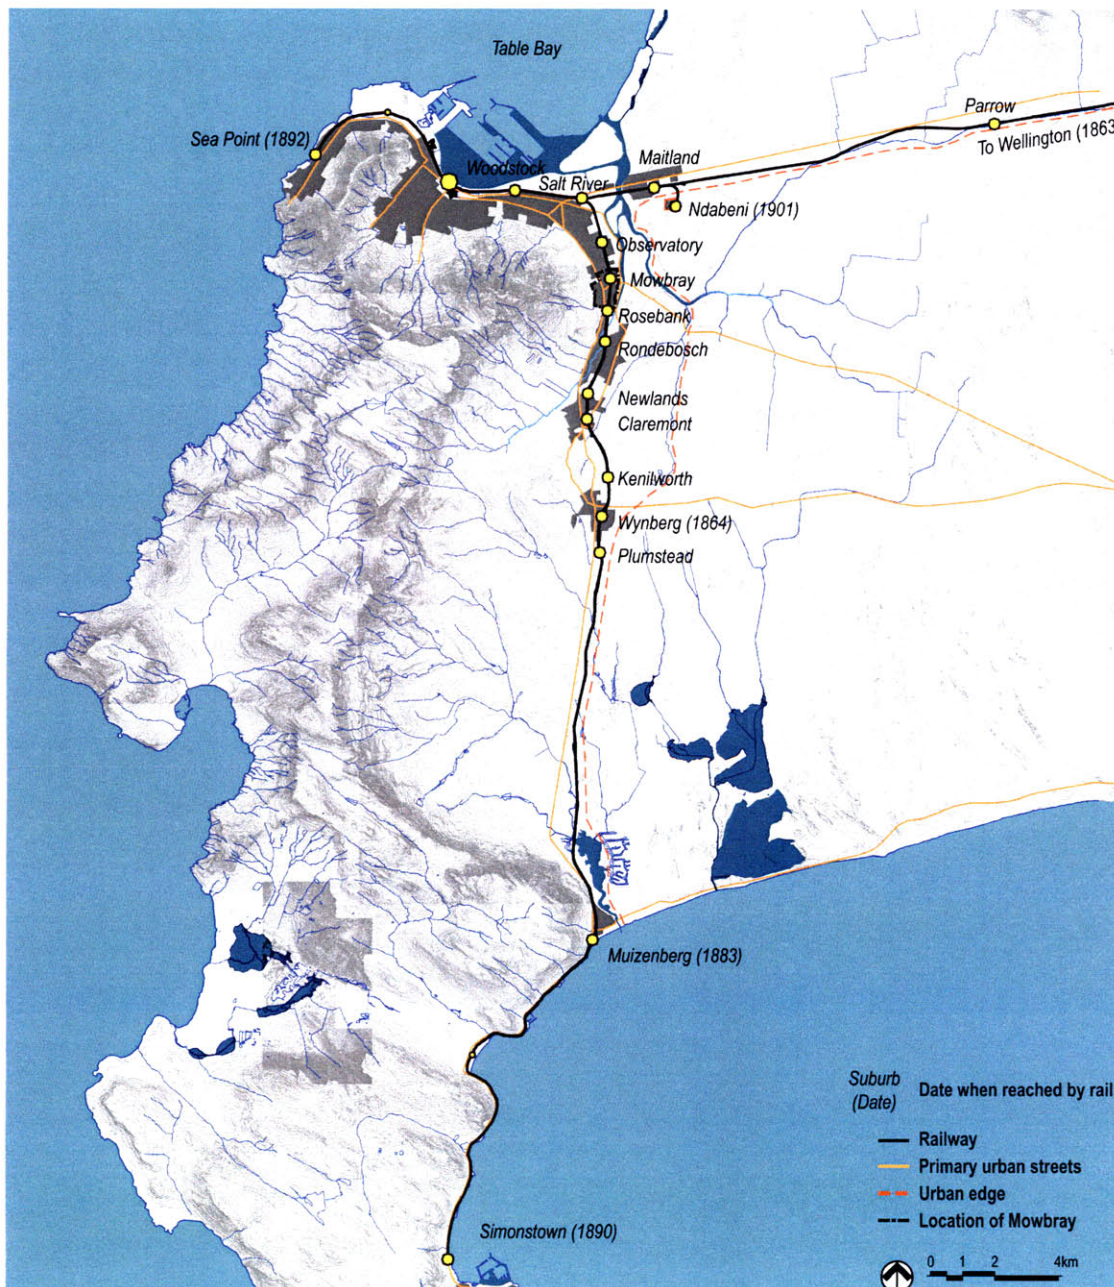 Table Bay
Parrow
To Wellington (1863
Sea Point (1892)
Maitland
Woodstock
Salt River
Ndabeni (1901)
Observatory
Mowbray
Rosebank
Rondebosch
Newlands
Claremont
Kenilworth
Wynberg (1864)
Plumstead
Muizenberg (1883)
Simonstown (1890)
Suburb
(Date)
Date when reached by rail
Railway
Primary urban streets
Urban edge
Location of Mowbray
0 1 2 4km